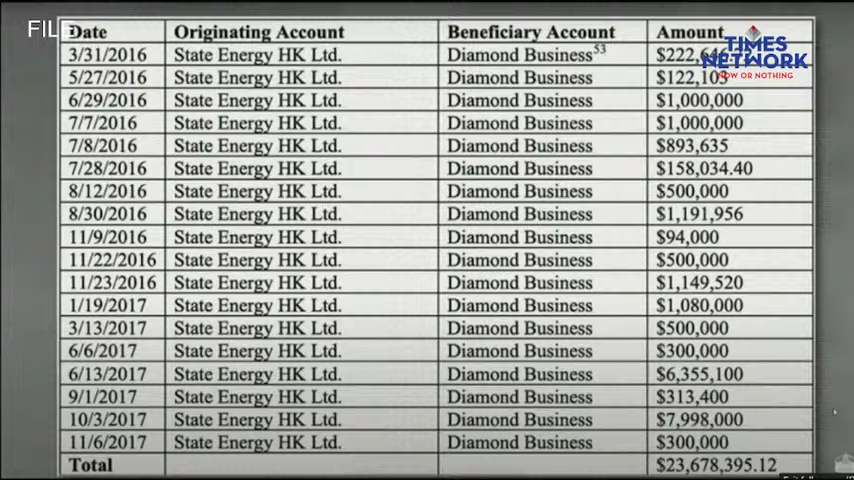 FILE
Date Originating Account Beneficiary Account Amount
TIMES NETWORK
NOW OR NOTHING
3/31/2016 State Energy HK Ltd. Diamond Business53
5/27/2016 State Energy HK Ltd. Diamond Business $122,103
6/29/2016 State Energy HK Ltd. Diamond Business $1,000,000
7/7/2016 State Energy HK Ltd. Diamond Business $1,000,000
7/8/2016 State Energy HK Ltd. Diamond Business $893,635
7/28/2016 State Energy HK Ltd. Diamond Business $158,034.40
8/12/2016 State Energy HK Ltd. Diamond Business $500,000
8/30/2016 State Energy HK Ltd. Diamond Business $1,191,956
11/9/2016 State Energy HK Ltd. Diamond Business $94,000
11/22/2016 State Energy HK Ltd. Diamond Business $500,000
11/23/2016 State Energy HK Ltd. Diamond Business $1,149,520
1/19/2017 State Energy HK Ltd. Diamond Business $1,080,000
3/13/2017 State Energy HK Ltd. Diamond Business $500,000
6/6/2017 State Energy HK Ltd. Diamond Business $300,000
6/13/2017 State Energy HK Ltd. Diamond Business $6,355,100
9/1/2017 State Energy HK Ltd. Diamond Business $313,400
10/3/2017 State Energy HK Ltd. Diamond Business $7,998,000
11/6/2017 State Energy HK Ltd. Diamond Business $300,000
Total $23,678,395.12